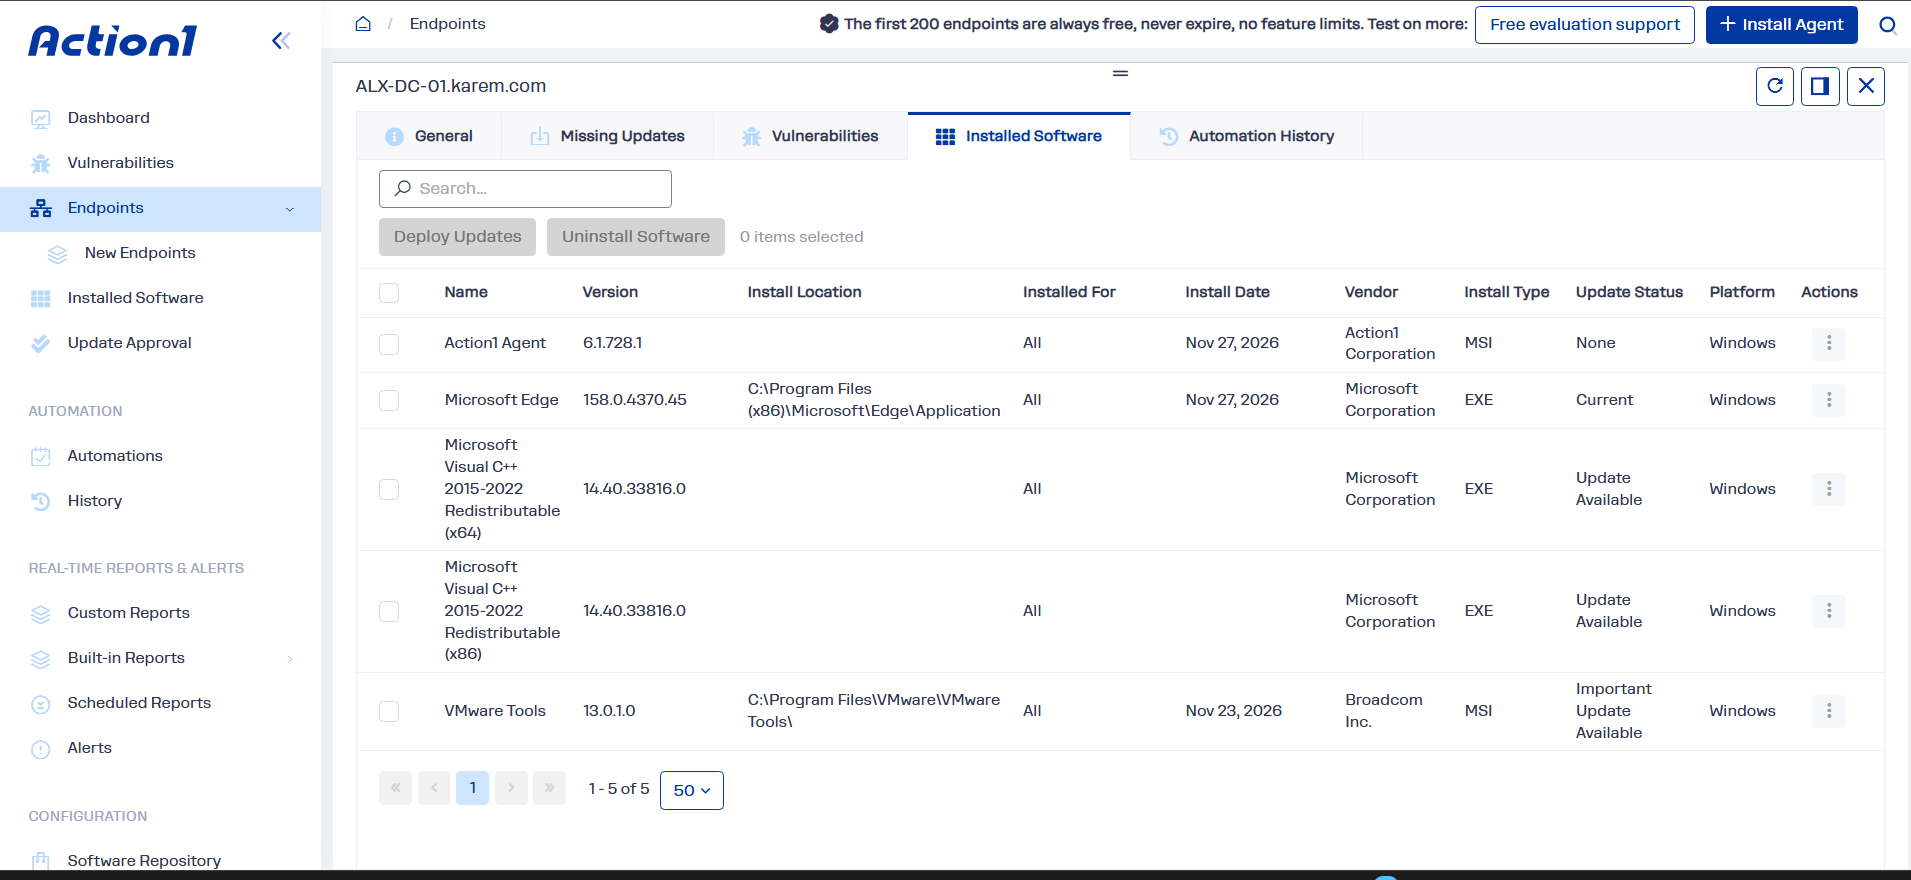 Action1
Endpoints
The first 200 endpoints are always free, never expire, no feature limits. Test on more:
Free evaluation support
Install Agent
Dashboard
Vulnerabilities
Endpoints
New Endpoints
Installed Software
Update Approval
AUTOMATION
Automations
History
REAL-TIME REPORTS & ALERTS
Custom Reports
Built-in Reports
Scheduled Reports
Alerts
CONFIGURATION
Software Repository
ALX-DC-01.karem.com
General
Missing Updates
Vulnerabilities
Installed Software
Automation History
Search...
Deploy Updates
Uninstall Software
0 items selected
Name Version Install Location Installed For Install Date Vendor Install Type Update Status Platform Actions
Action1 Agent
6.1.728.1
All
Nov 27, 2026
Action1
Corporation
MSI
None
Windows
Microsoft Edge
158.0.4370.45
C:\Program Files
(x86)\Microsoft\Edge\Application
All
Nov 27, 2026
Microsoft
Corporation
EXE
Current
Windows
Microsoft
Visual C++
2015-2022
Redistributable
(x64)
14.40.33816.0
All
Microsoft
Corporation
EXE
Update
Available
Windows
Microsoft
Visual C++
2015-2022
Redistributable
(x86)
14.40.33816.0
All
Microsoft
Corporation
EXE
Update
Available
Windows
VMware Tools
13.0.1.0
C:\Program Files\VMware\VMware
Tools\
All
Nov 23, 2026
Broadcom
Inc.
MSI
Important
Update
Available
Windows
« ‹ 1 › » 1 - 5 of 5 50